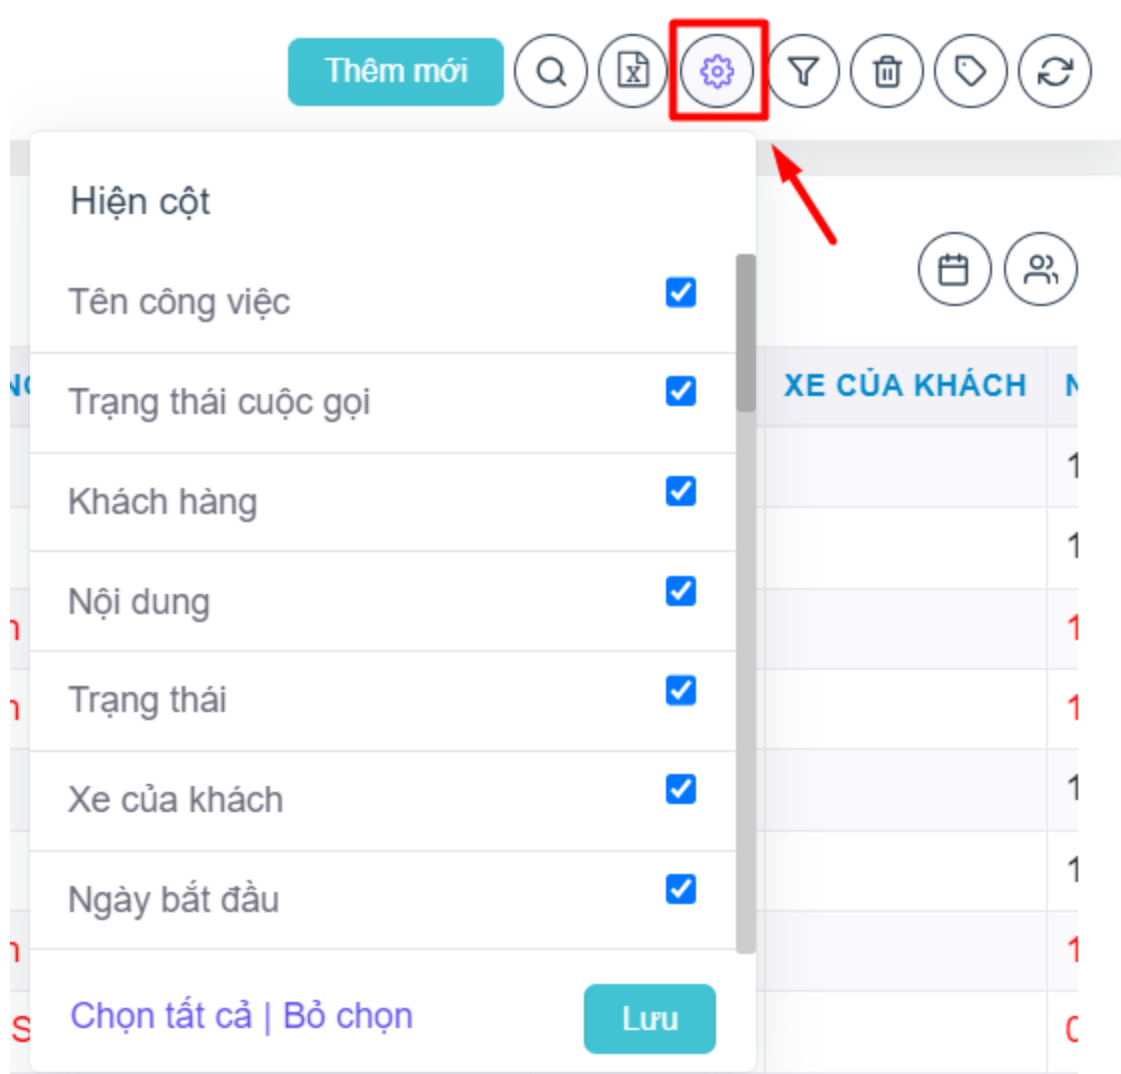 Thêm mới
Hiện cột
Tên công việc
Trạng thái cuộc gọi
Khách hàng
Nội dung
Trạng thái
Xe của khách
Ngày bắt đầu
Chọn tất cả | Bỏ chọn
Lưu
XE CỦA KHÁCH